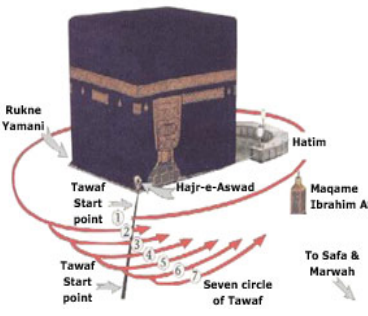 Rukne
Yamani
Hatim
Tawaf
Start
point
Hajr-e-Aswad
Maqame
Ibrahim A
1
2
3
4
5
6
7
Tawaf
Start
point
Seven circle
of Tawaf
To Safa &
Marwah